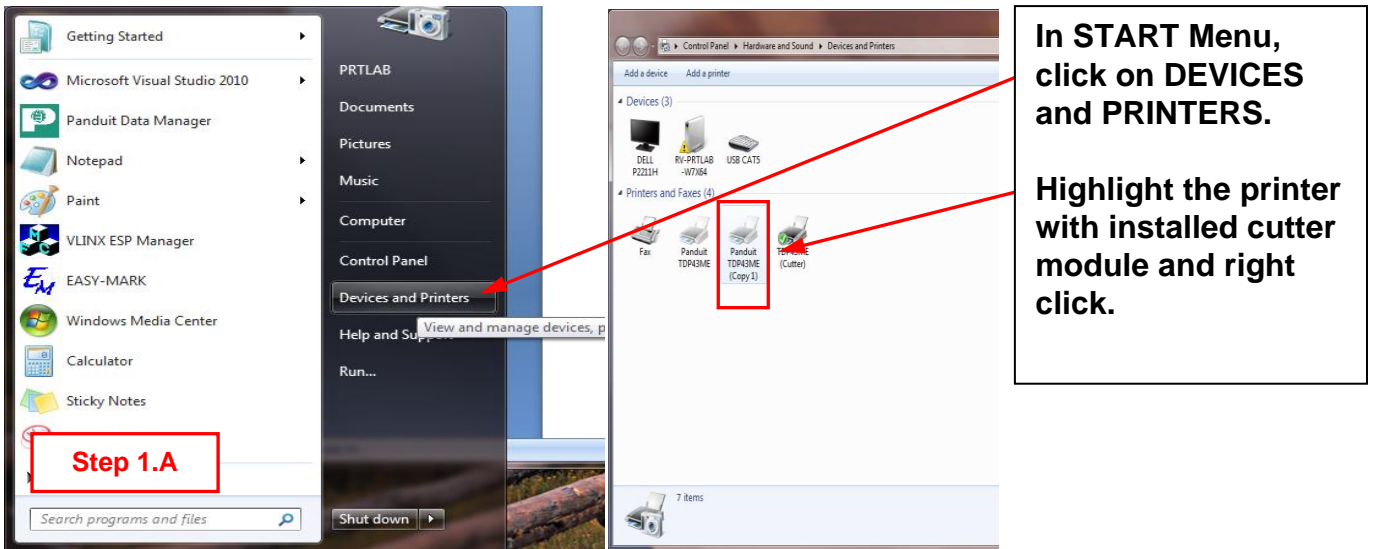 Getting Started
Microsoft Visual Studio 2010
Panduit Data Manager
Notepad
Paint
VLINX ESP Manager
EASY-MARK
Windows Media Center
Calculator
Sticky Notes
Step 1.A
Search programs and files
PRTLAB
Documents
Pictures
Music
Computer
Control Panel
Devices and Printers
View and manage devices, p
Help and Sup
Run...
Shut down
Control Panel Hardware and Sound Devices and Printers
Add a device Add a printer
Devices (3)
DELL P2211H
RV-PRTLAB -W7X64
USB CAT5
Printers and Faxes (4)
Fax
Panduit TDP43ME
Panduit TDP43ME (Copy 1)
TDP43ME (Cutter)
7 items
In START Menu,
click on DEVICES
and PRINTERS.
Highlight the printer
with installed cutter
module and right
click.